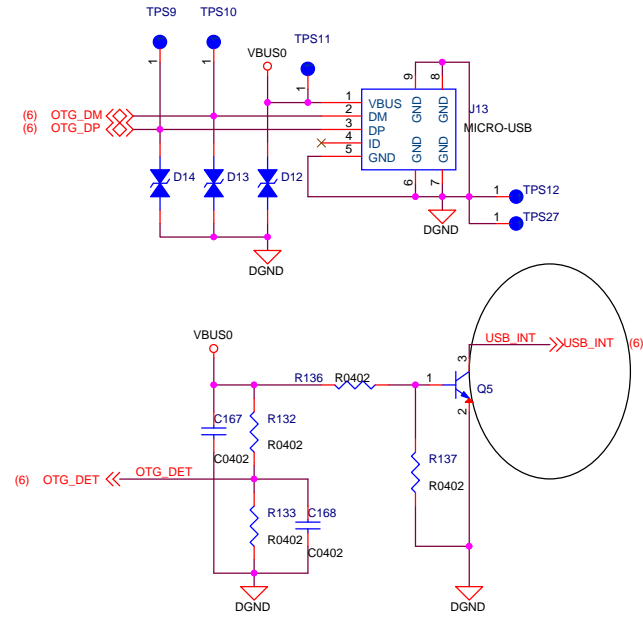 TPS9
TPS10
TPS11
VBUS0
1
1
1
9
8
J13
MICRO-USB
(6) OTG_DM
(6) OTG_DP
1
2
3
4
5
VBUS
DM
DP
ID
GND
GND
GND
GND
GND
6
7
D14
D13
D12
1
TPS12
1
TPS27
DGND
DGND
VBUS0
USB_INT
USB_INT (6)
R136
R0402
1
3
Q5
2
C167
C0402
R132
R0402
R137
R0402
(6) OTG_DET
OTG_DET
R133
R0402
C168
C0402
DGND
DGND